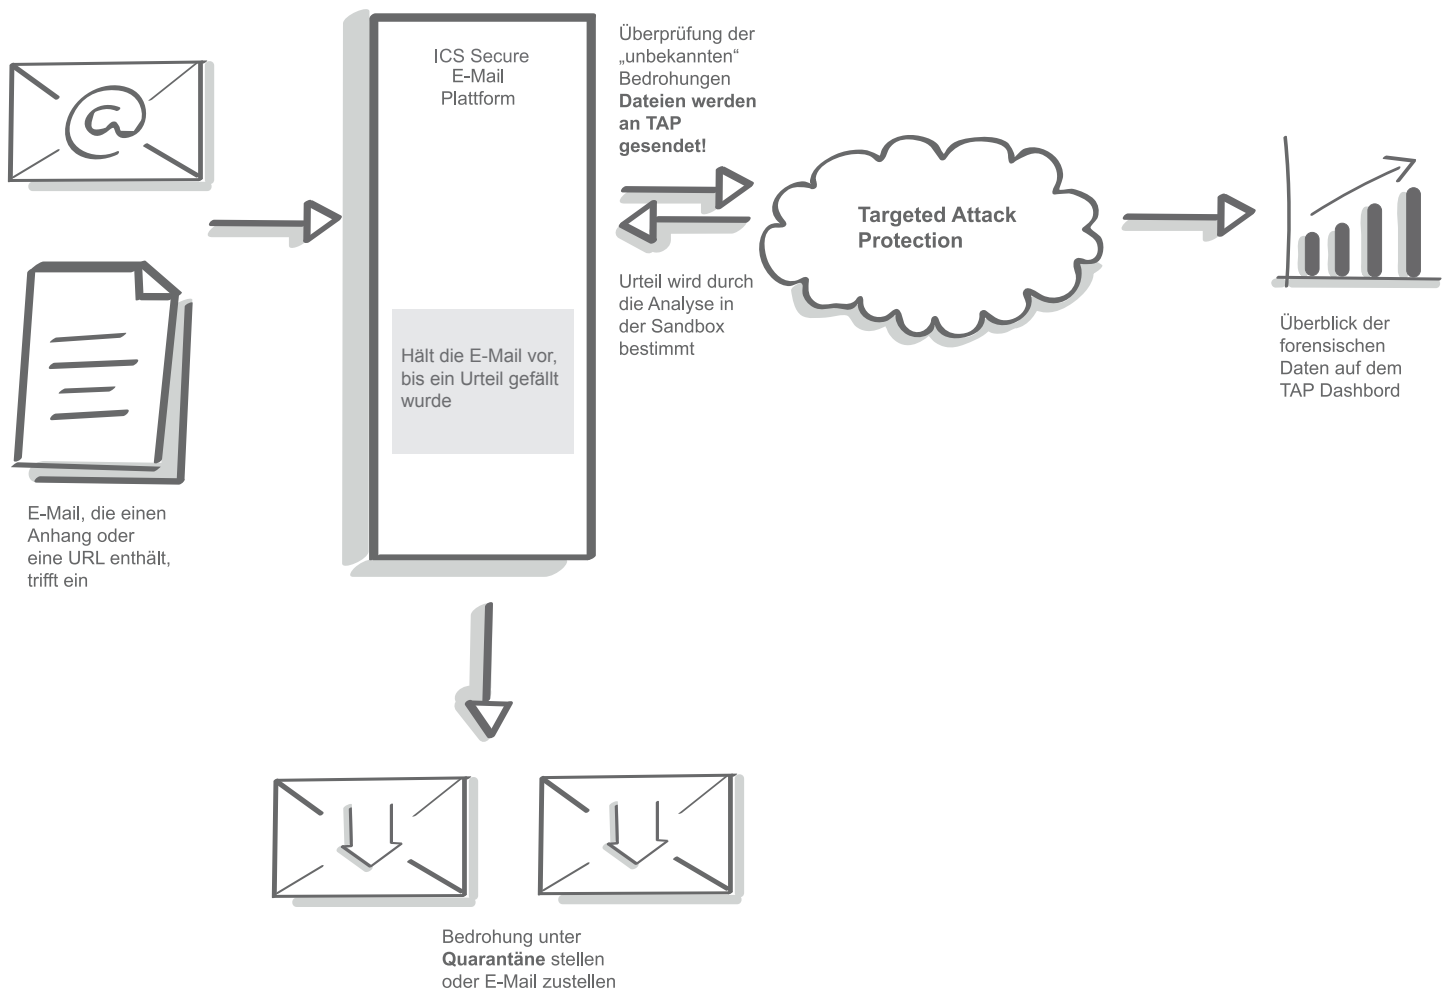 ICS Secure
E-Mail
Plattform
Hält die E-Mail vor,
bis ein Urteil gefällt
wurde
E-Mail, die einen
Anhang oder
eine URL enthält,
trifft ein
Überprüfung der
„unbekannten“
Bedrohungen
Dateien werden
an TAP
gesendet!
Urteil wird durch
die Analyse in
der Sandbox
bestimmt
Targeted Attack
Protection
Überblick der
forensischen
Daten auf dem
TAP Dashbord
Bedrohung unter
Quarantäne stellen
oder E-Mail zustellen